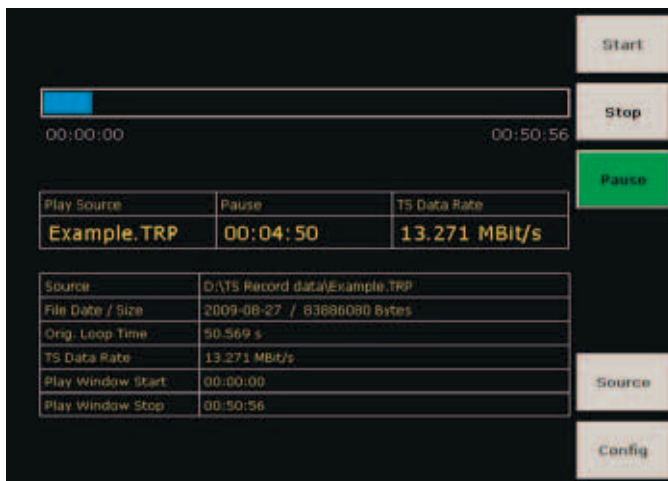 Start
Stop
00:00:00 00:50:56
Pause
Play Source Pause TS Data Rate
Example.TRP 00:04:50 13.271 MBit/s
Source D:\TS Record data\Example.TRP
File Date / Size 2009-08-27 / 83886080 Bytes
Orig. Loop Time 50.569 s
TS Data Rate 13.271 MBit/s
Play Window Start 00:00:00
Play Window Stop 00:50:56
Source
Config